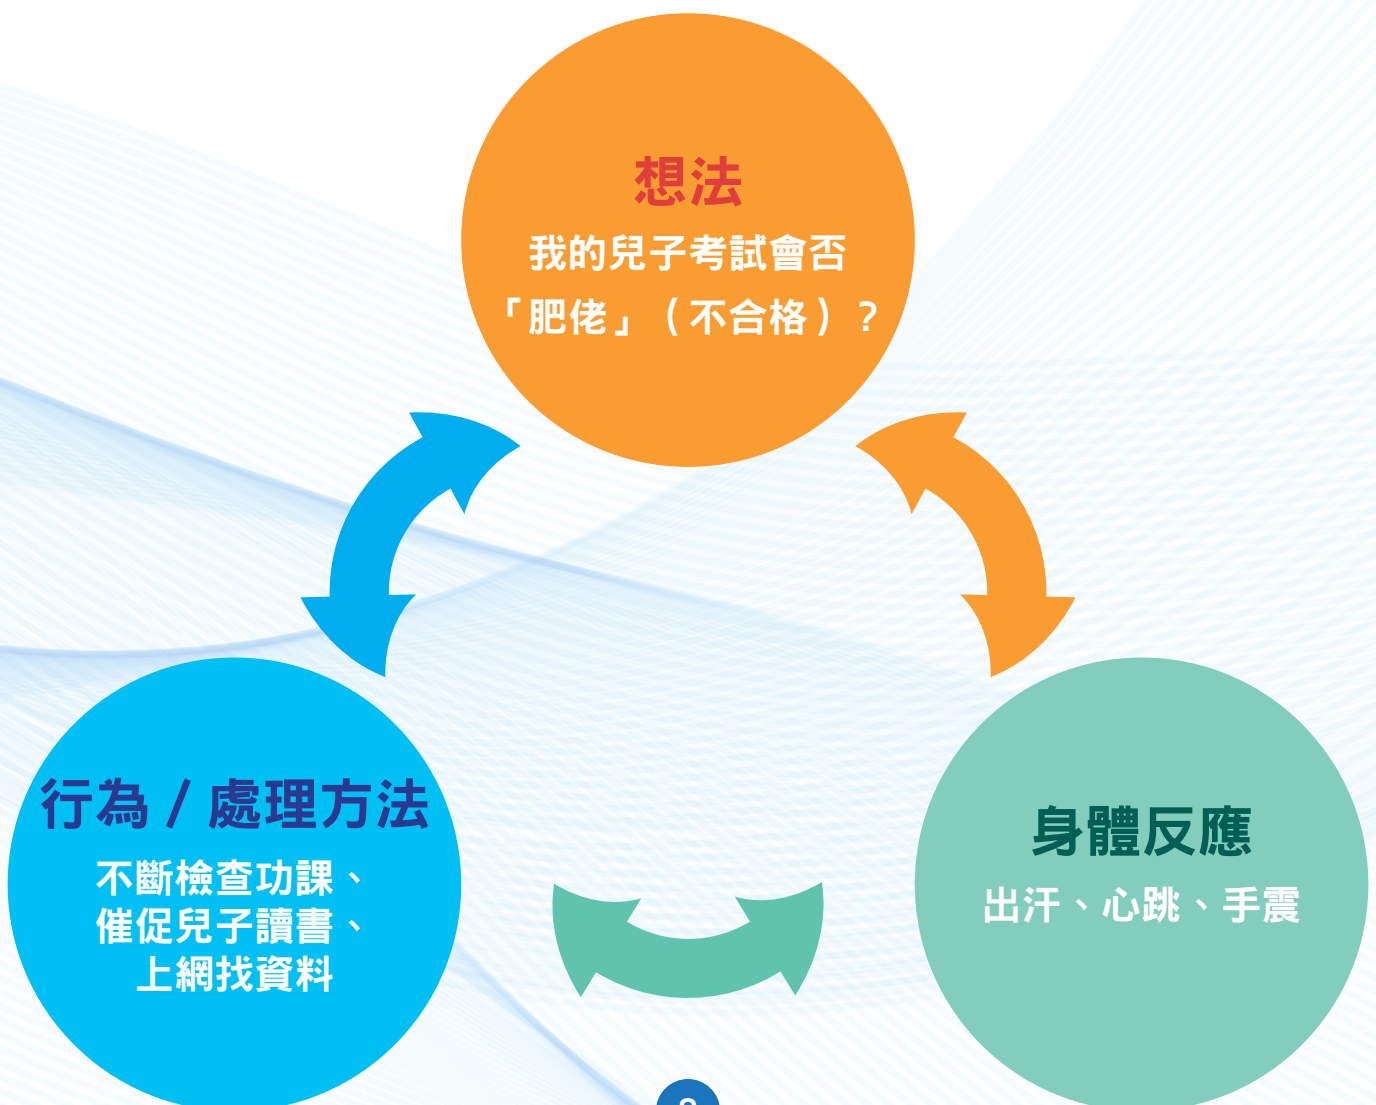 想法
我的兒子考試會否
「肥佬」（不合格）？
行為 / 處理方法
不斷檢查功課、
催促兒子讀書、
上網找資料
身體反應
出汗、心跳、手震